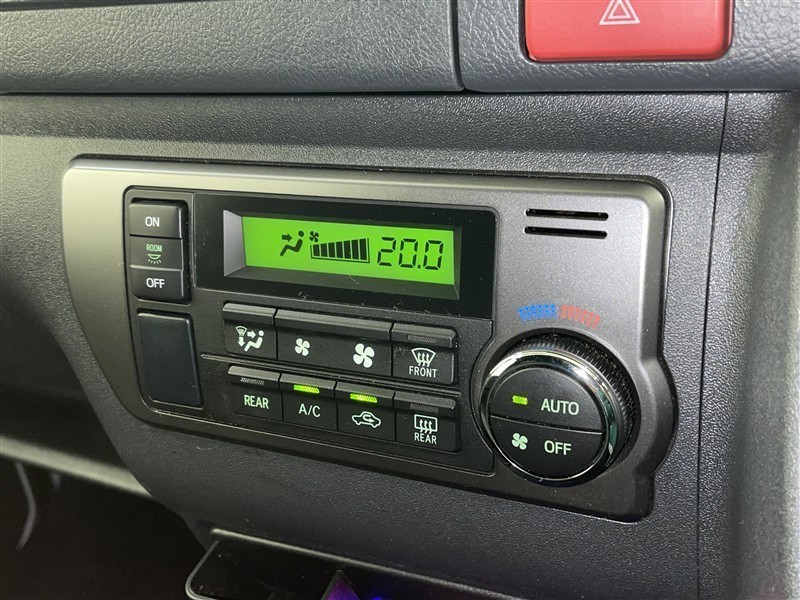 ON
ROOM
OFF
20.0
FRONT
REAR
A/C
REAR
AUTO
OFF